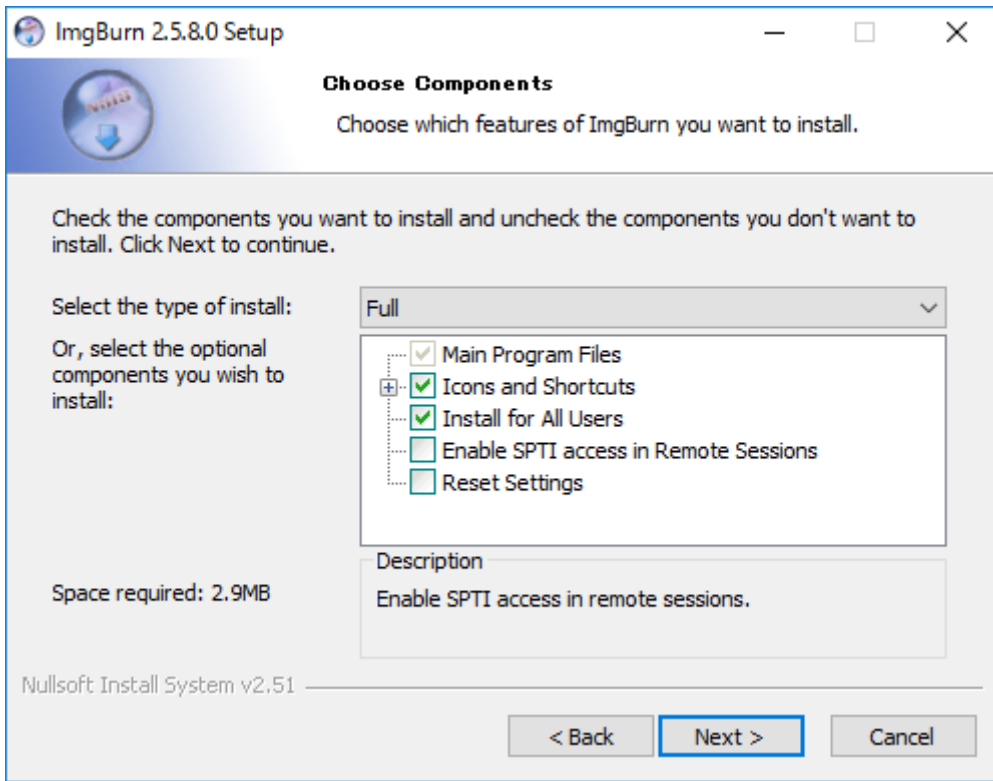 ImgBurn 2.5.8.0 Setup
NSIS
Choose Components
Choose which features of ImgBurn you want to install.
Check the components you want to install and uncheck the components you don't want to
install. Click Next to continue.
Select the type of install:
Full
Or, select the optional
components you wish to
install:
Main Program Files
Icons and Shortcuts
Install for All Users
Enable SPTI access in Remote Sessions
Reset Settings
Space required: 2.9MB
Description
Enable SPTI access in remote sessions.
Nullsoft Install System v2.51
< Back
Next >
Cancel